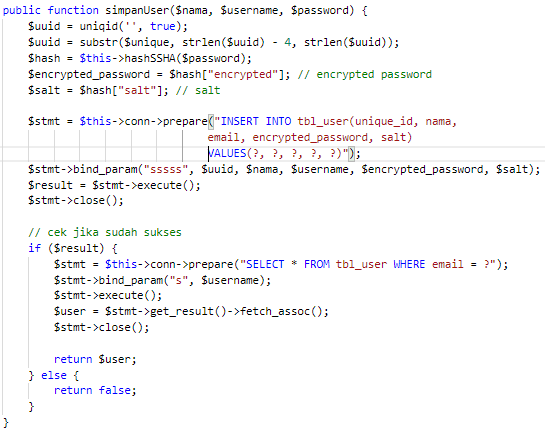 public function simpanUser($nama, $username, $password) {
$uuid = uniqid('', true);
$uuid = substr($unique, strlen($uuid) - 4, strlen($uuid));
$hash = $this->hashSSHA($password);
$encrypted_password = $hash["encrypted"]; // encrypted password
$salt = $hash["salt"]; // salt
$stmt = $this->conn->prepare("INSERT INTO tbl_user(unique_id, nama,
email, encrypted_password, salt)
VALUES(?, ?, ?, ?, ?)");
$stmt->bind_param("sssss", $uuid, $nama, $username, $encrypted_password, $salt);
$result = $stmt->execute();
$stmt->close();
// cek jika sudah sukses
if ($result) {
$stmt = $this->conn->prepare("SELECT * FROM tbl_user WHERE email = ?");
$stmt->bind_param("s", $username);
$stmt->execute();
$user = $stmt->get_result()->fetch_assoc();
$stmt->close();
return $user;
} else {
return false;
}
}